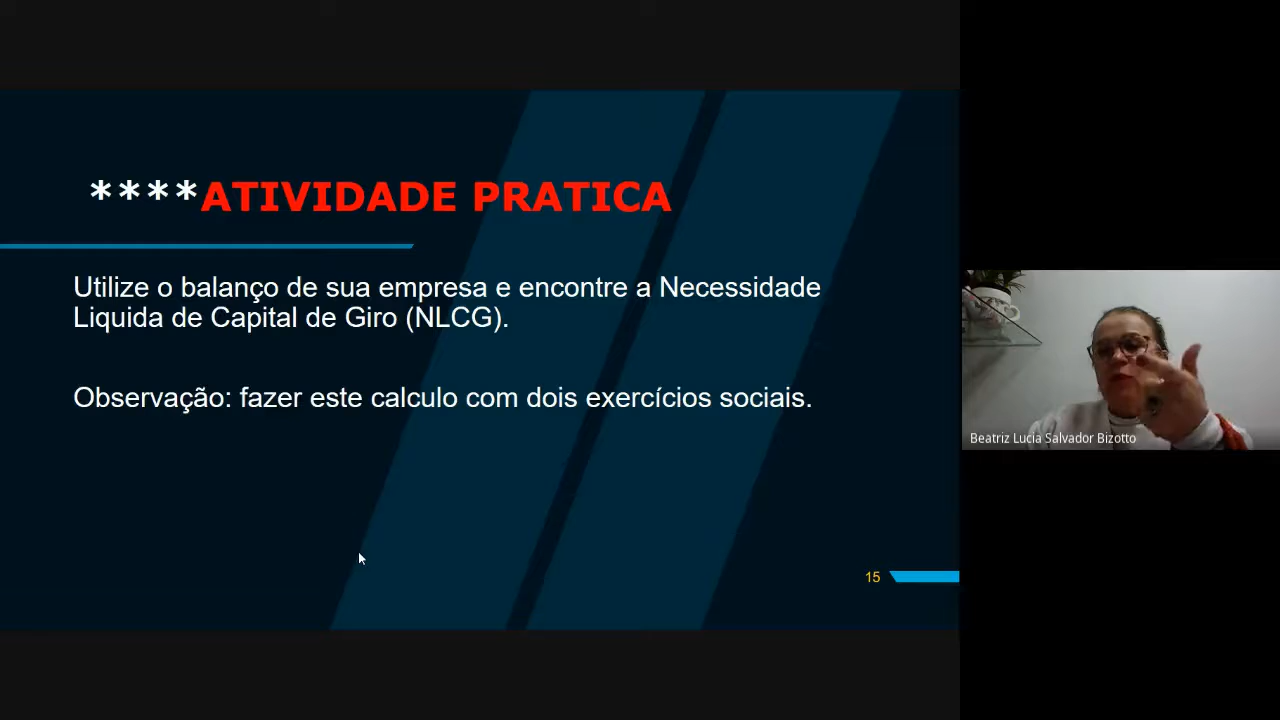 ****ATIVIDADE PRATICA
Utilize o balanço de sua empresa e encontre a Necessidade
Liquida de Capital de Giro (NLCG).
Observação: fazer este calculo com dois exercícios sociais.
15
Beatriz Lucia Salvador Bizotto